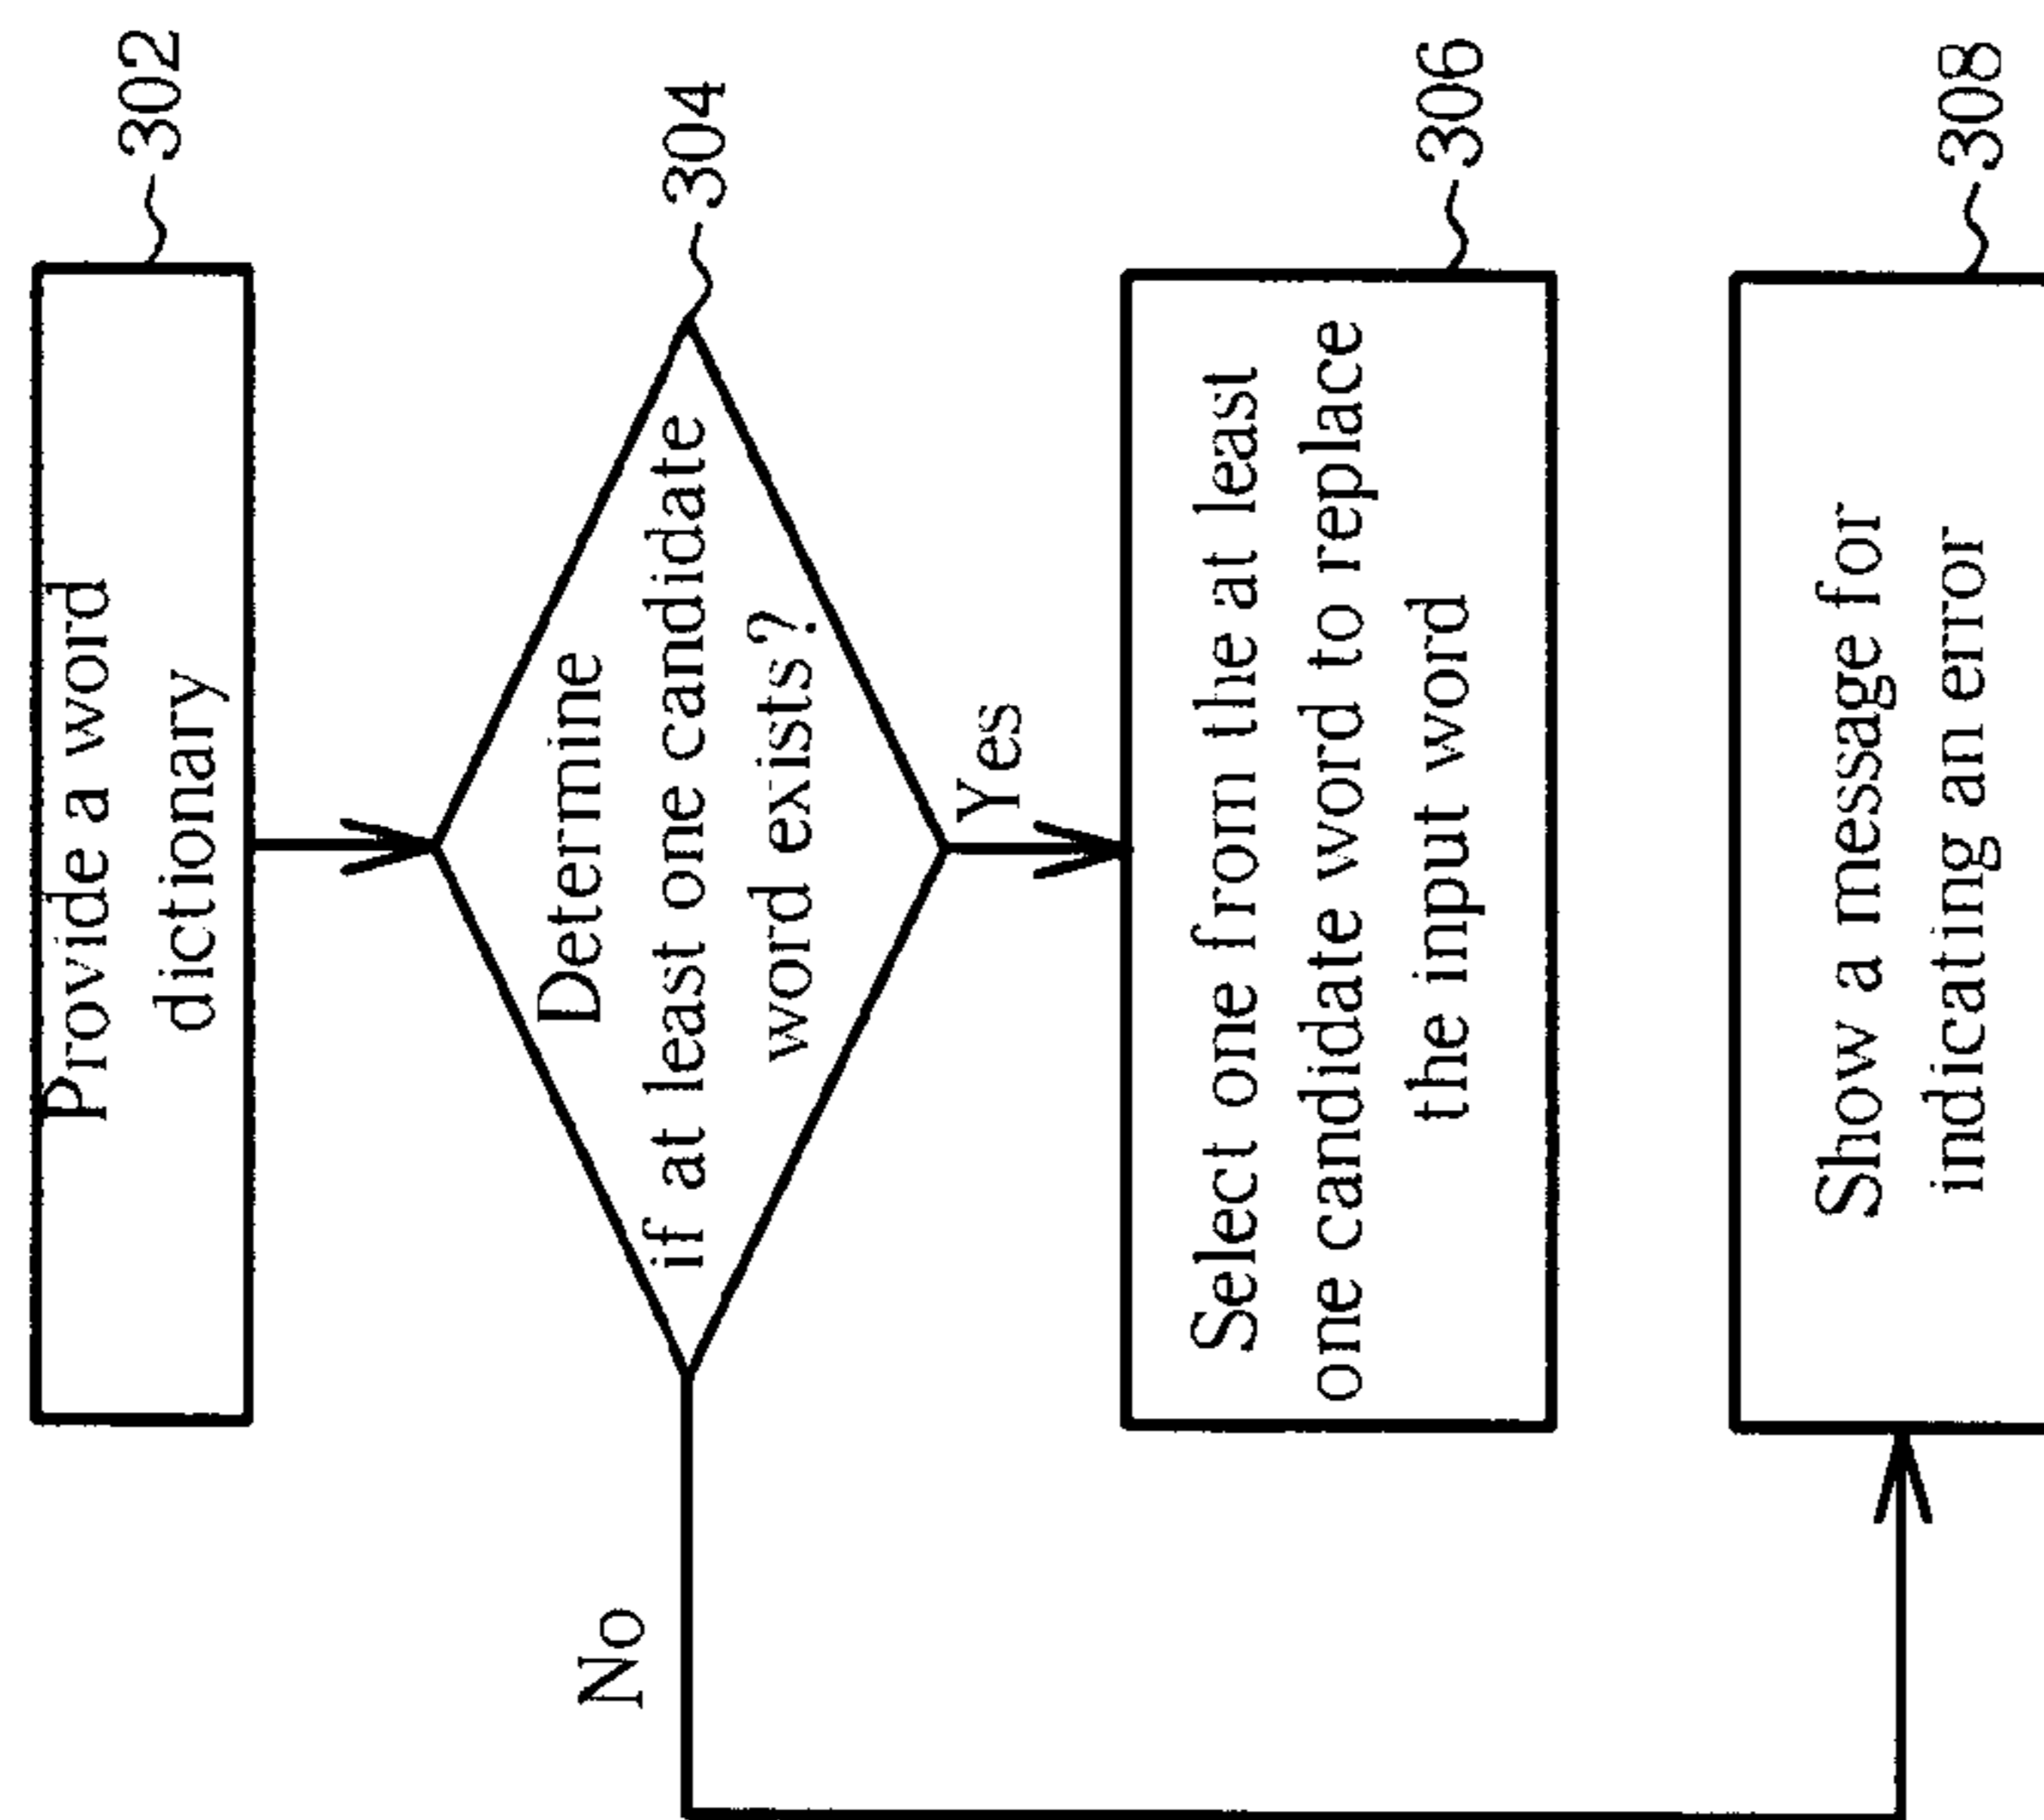 Provide a word
dictionary
302
Determine
if at least one candidate
word exists?
304
No
Yes
Select one from the at least
one candidate word to replace
the input word
306
Show a message for
indicating an error
308